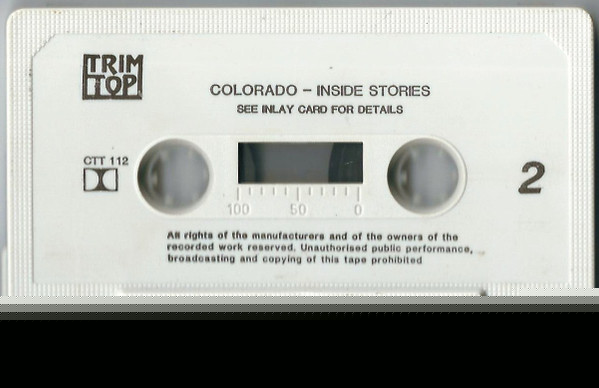 TRIM
TOP
COLORADO – INSIDE STORIES
SEE INLAY CARD FOR DETAILS
CTT 112
2
100 50 0
All rights of the manufacturers and of the owners of the
recorded work reserved. Unauthorised public performance,
broadcasting and copying of this tape prohibited